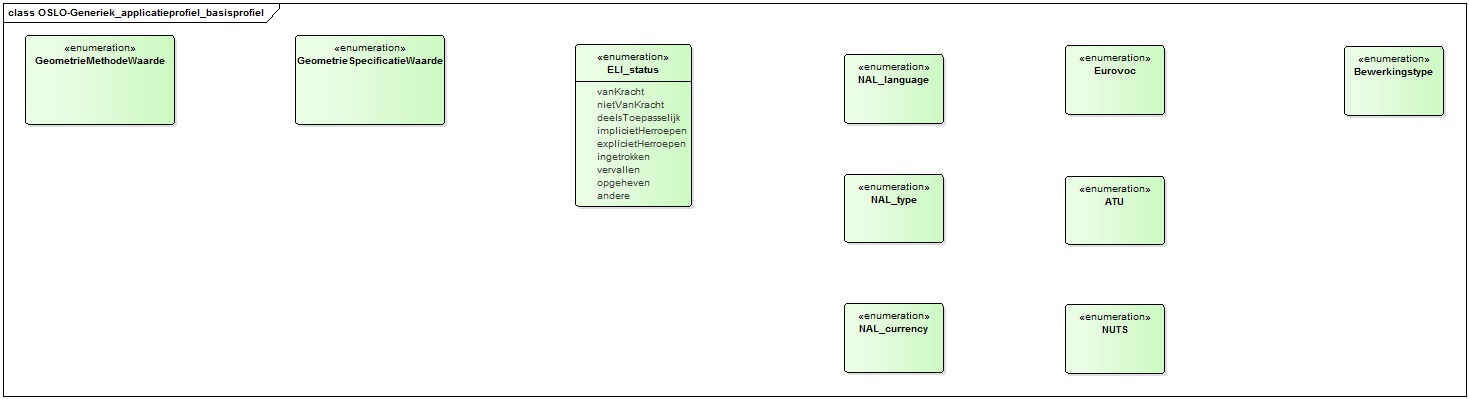 class OSLO-Generiek_applicatieprofiel_basisprofiel
«enumeration»
GeometrieMethodeWaarde
«enumeration»
GeometrieSpecificatieWaarde
«enumeration»
ELI_status
vanKracht
nietVanKracht
deelsToepasselijk
implicietHerroepen
explicietHerroepen
ingetrokken
vervallen
opgeheven
andere
«enumeration»
NAL_language
«enumeration»
Eurovoc
«enumeration»
Bewerkingstype
«enumeration»
NAL_type
«enumeration»
ATU
«enumeration»
NAL_currency
«enumeration»
NUTS